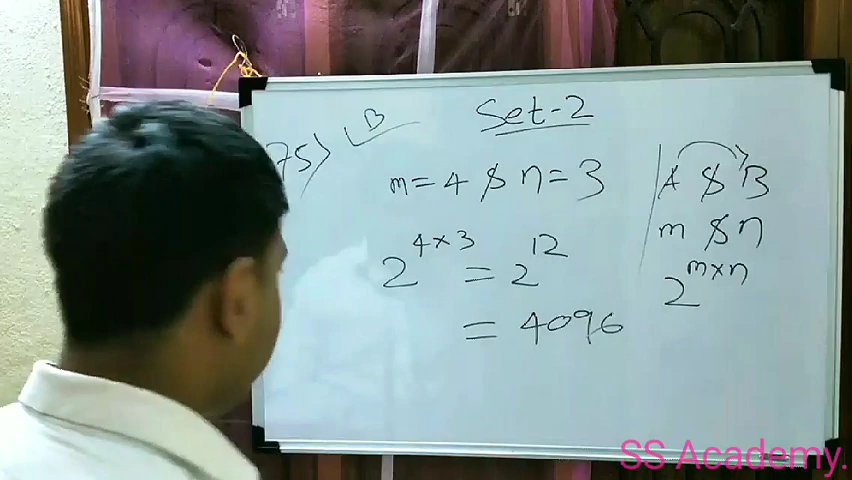 Set-2
75) B
m = 4 & n = 3
A & B
m & n
2^{4×3} = 2^{12}
2^{m×n}
= 4096
SS Academy.